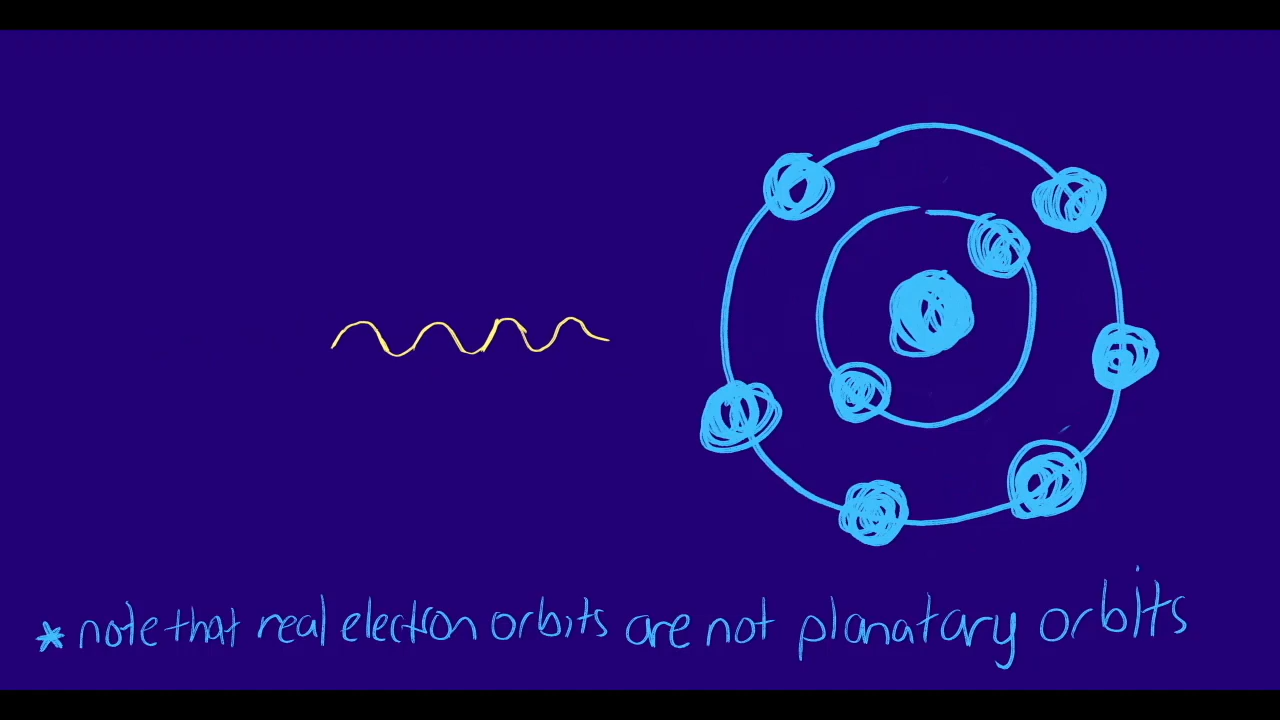 * note that real electron orbits are not planatary orbits